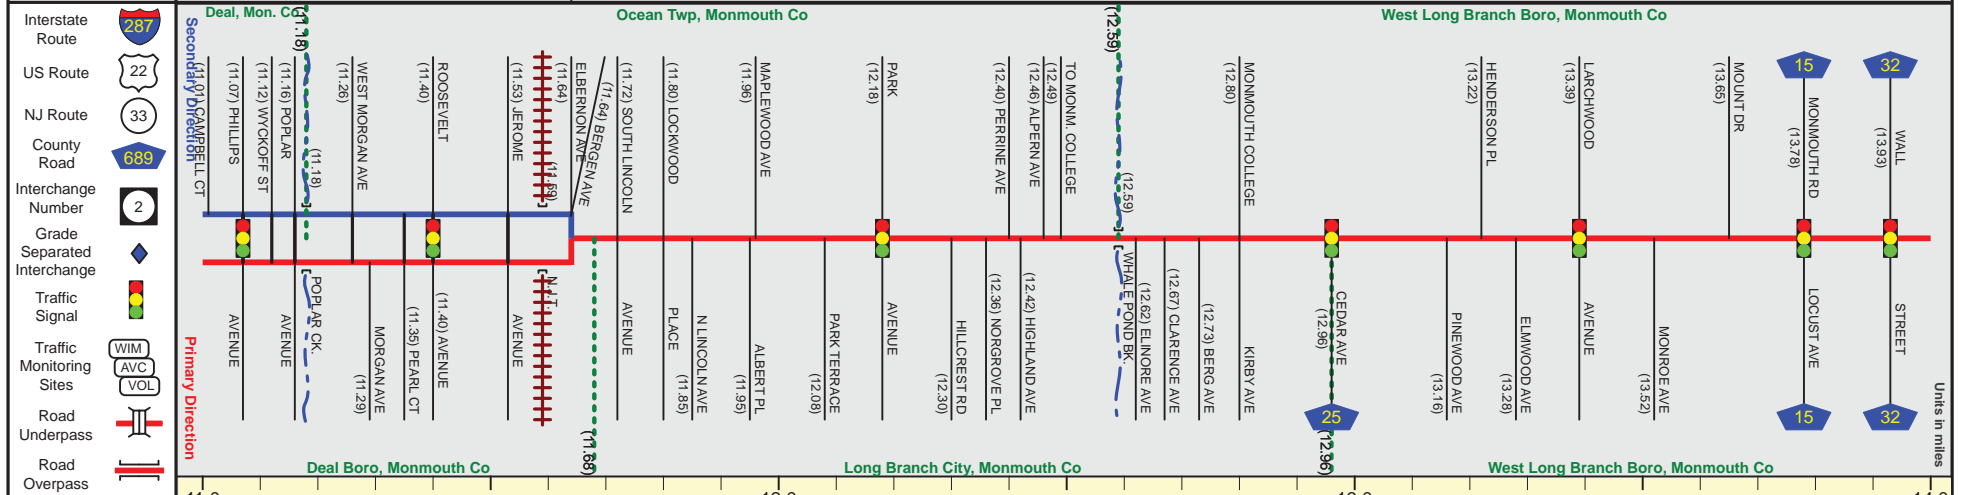 Interstate
Route
287
US Route
22
NJ Route
33
County
Road
689
Interchange
Number
2
Grade
Separated
Interchange
Traffic
Signal
Traffic
Monitoring
Sites
WIM
AVC
VOL
Road
Underpass
Road
Overpass
Deal, Mon. Co
Ocean Twp, Monmouth Co
West Long Branch Boro, Monmouth Co
Secondary Direction
(11.01) CAMPBELL CT
(11.07) PHILLIPS
(11.12) WYCKOFF ST
(11.16) POPLAR
(11.18)
(11.18)
WEST MORGAN AVE
(11.26)
ROOSEVELT
(11.40)
(11.53) JEROME
(11.59)
ELBERNON AVE
(11.64)
(11.64) BERGEN AVE
(11.72) SOUTH LINCOLN
(11.80) LOCKWOOD
MAPLEWOOD AVE
(11.96)
PARK
(12.18)
(12.40) PERRINE AVE
(12.46) ALPERN AVE
TO MONM. COLLEGE
(12.49)
(12.59)
(12.59)
MONMOUTH COLLEGE
(12.80)
HENDERSON PL
(13.22)
LARCHWOOD
(13.39)
MOUNT DR
(13.65)
15
MONMOUTH RD
(13.78)
32
WALL
(13.93)
Primary Direction
AVENUE
AVENUE
POPLAR CK.
MORGAN AVE
(11.29)
(11.35) PEARL CT
(11.40) AVENUE
AVENUE
N.J.T.
(11.68)
AVENUE
PLACE
N LINCOLN AVE
(11.85)
ALBERT PL
(11.95)
PARK TERRACE
(12.08)
AVENUE
HILLCREST RD
(12.30)
(12.36) NORGROVE PL
(12.42) HIGHLAND AVE
WHALE POND BK.
(12.62) ELINORE AVE
(12.67) CLARENCE AVE
(12.73) BERG AVE
KIRBY AVE
CEDAR AVE
(12.96)
25
(12.96)
PINEWOOD AVE
(13.16)
ELMWOOD AVE
(13.28)
AVENUE
MONROE AVE
(13.52)
LOCUST AVE
15
STREET
32
Units in miles
Deal Boro, Monmouth Co
Long Branch City, Monmouth Co
West Long Branch Boro, Monmouth Co